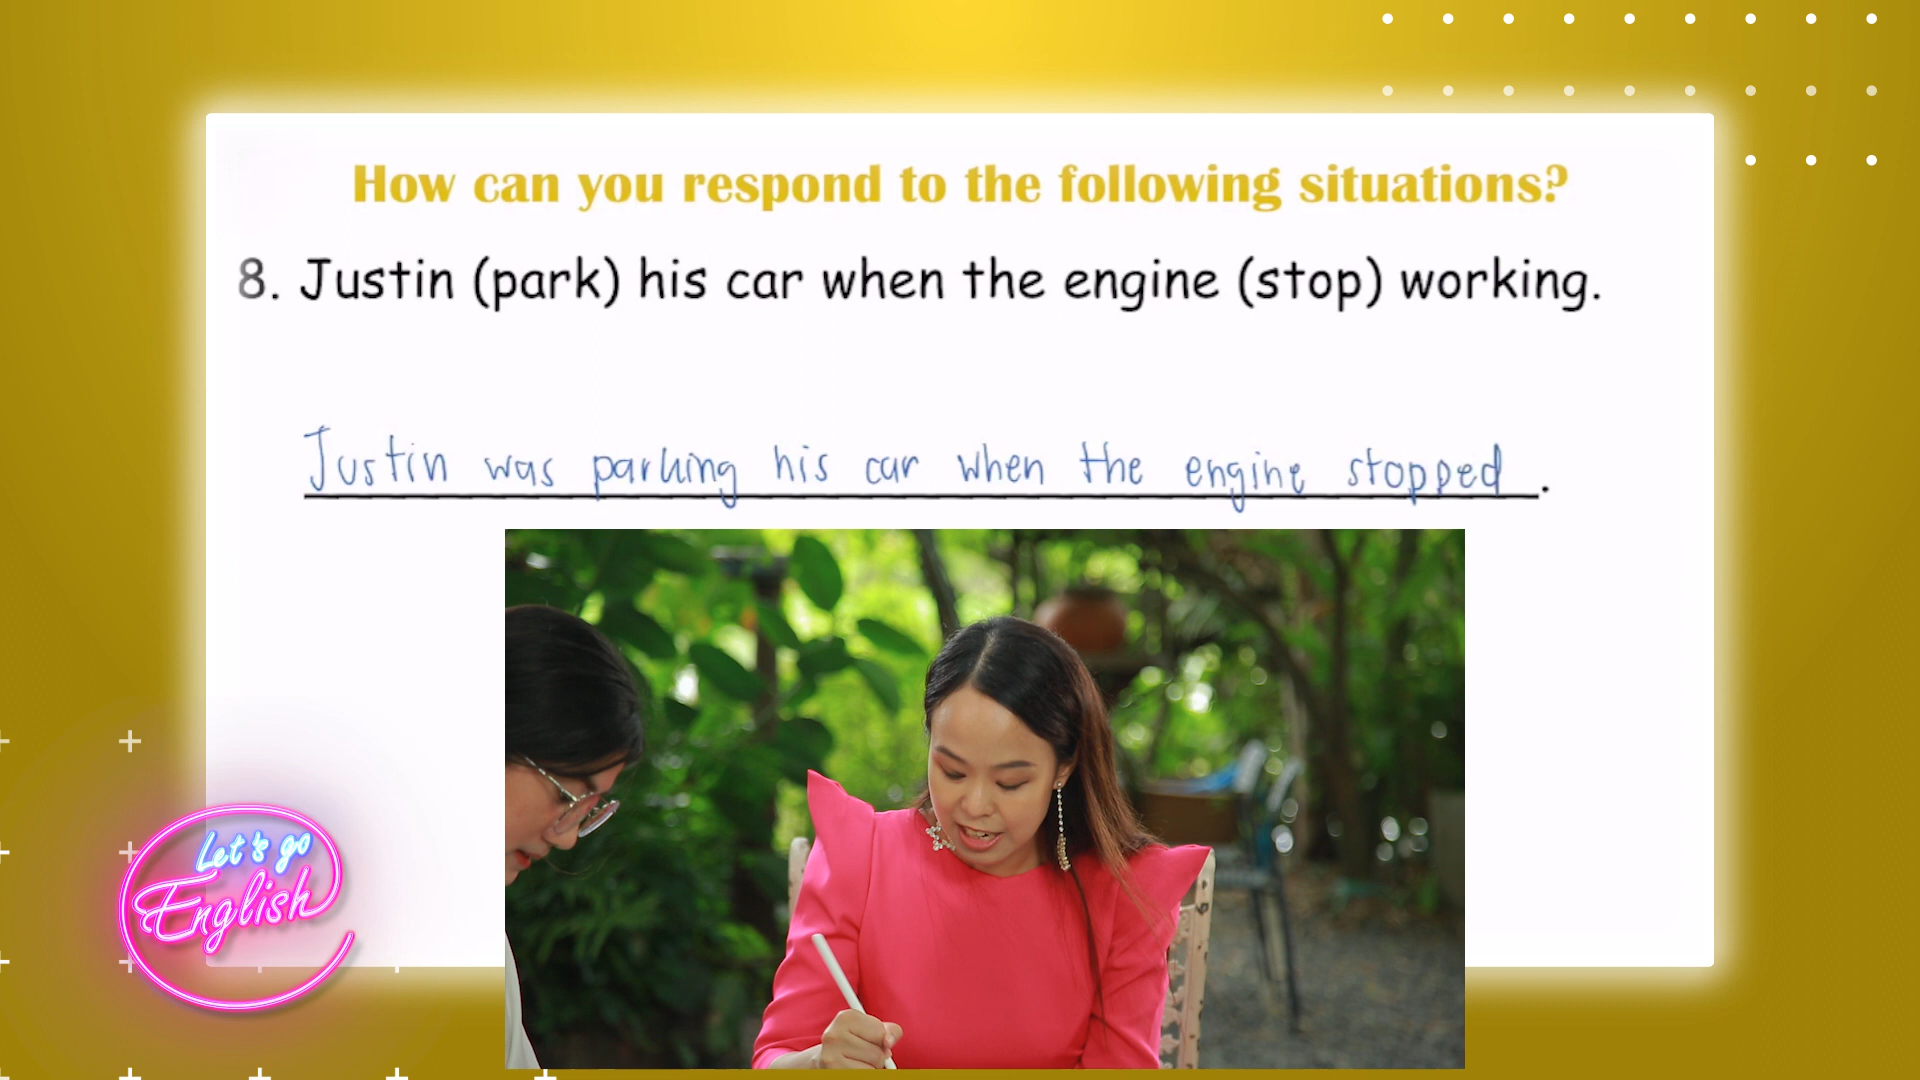 How can you respond to the following situations?
8. Justin (park) his car when the engine (stop) working.
Justin was parking his car when the engine stopped.
Let's go
English